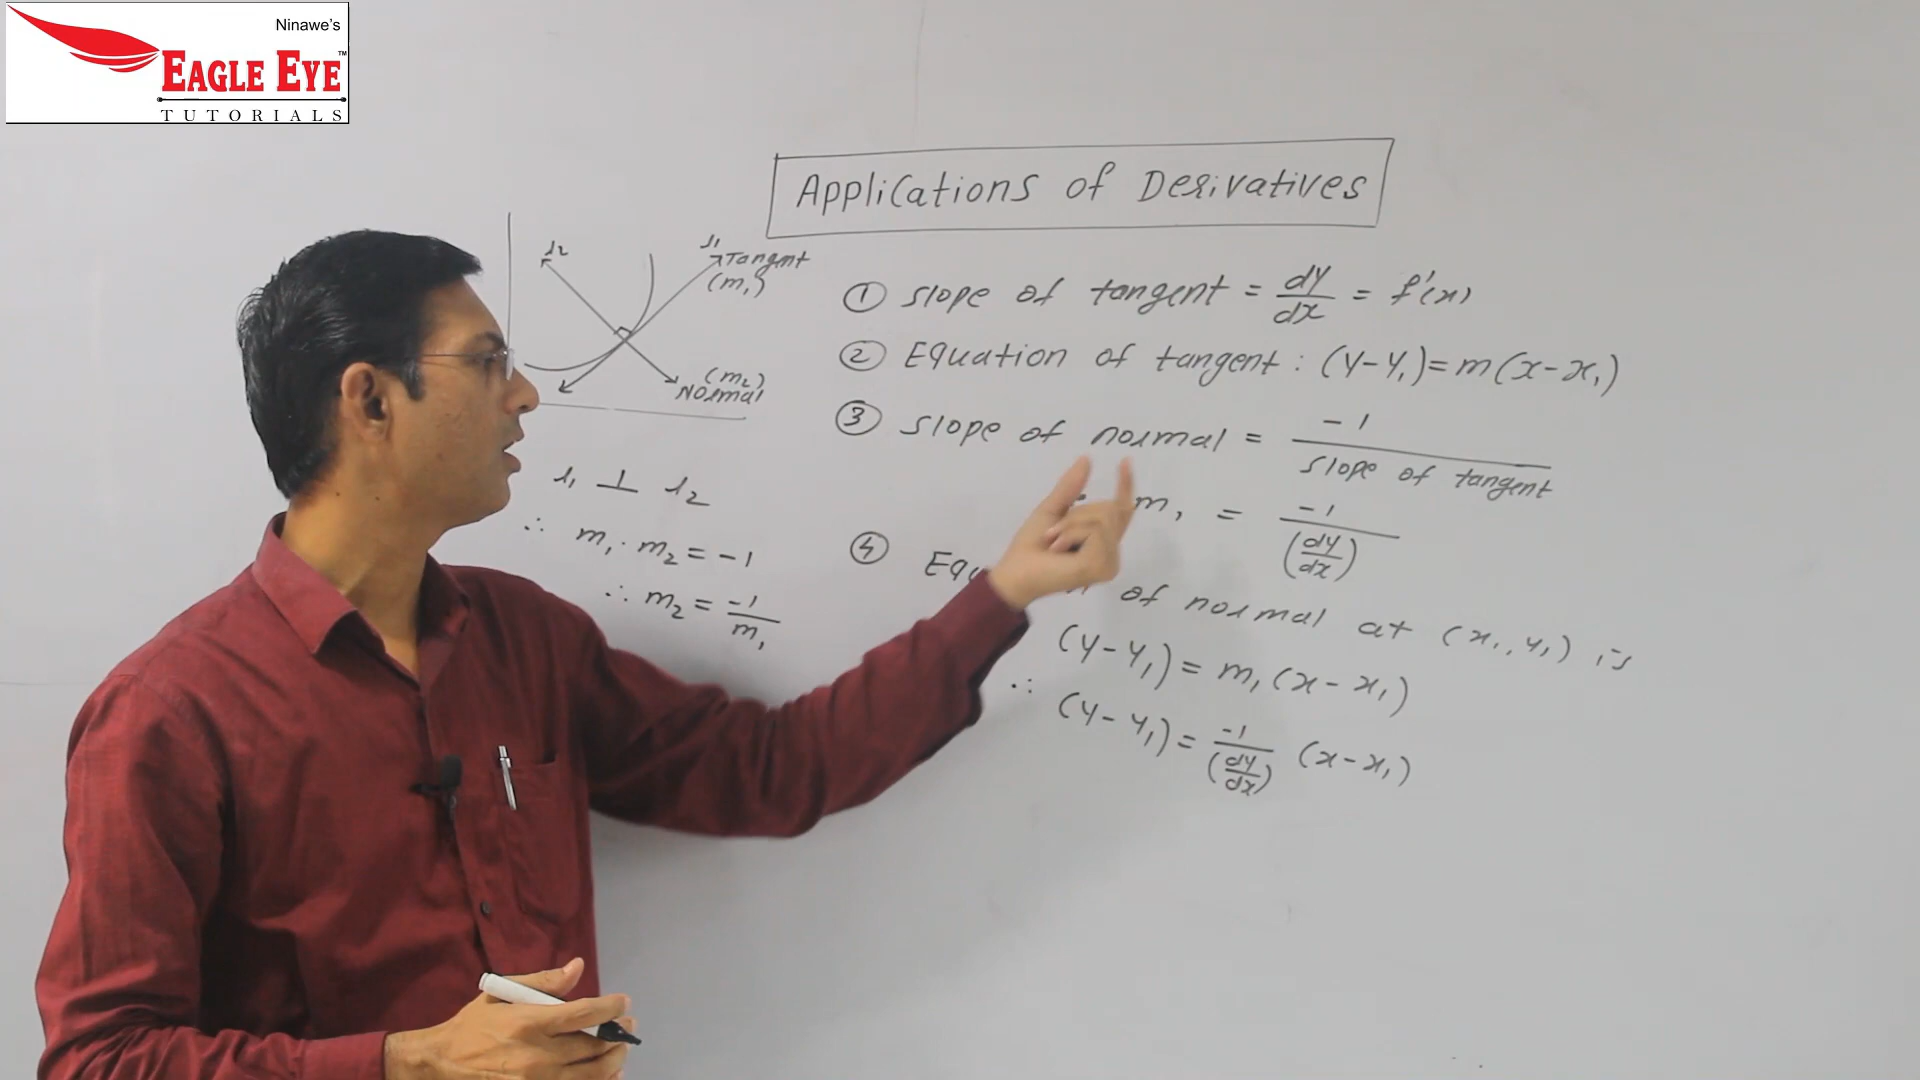 Ninawe's
EAGLE EYE™
TUTORIALS
Applications of Derivatives
l2
l1
Tangent
(m1)
(m2)
Normal
① slope of tangent = dy/dx = f'(x)
② Equation of tangent : (y-y1)=m(x-x1)
③ slope of normal = -1/slope of tangent
m1 = -1/(dy/dx)
l1 ⊥ l2
∴ m1 . m2 = -1
∴ m2 = -1/m1
④ Equ of normal at (x1, y1) is
(y-y1) = m1 (x-x1)
∴ (y-y1) = -1/(dy/dx) (x-x1)